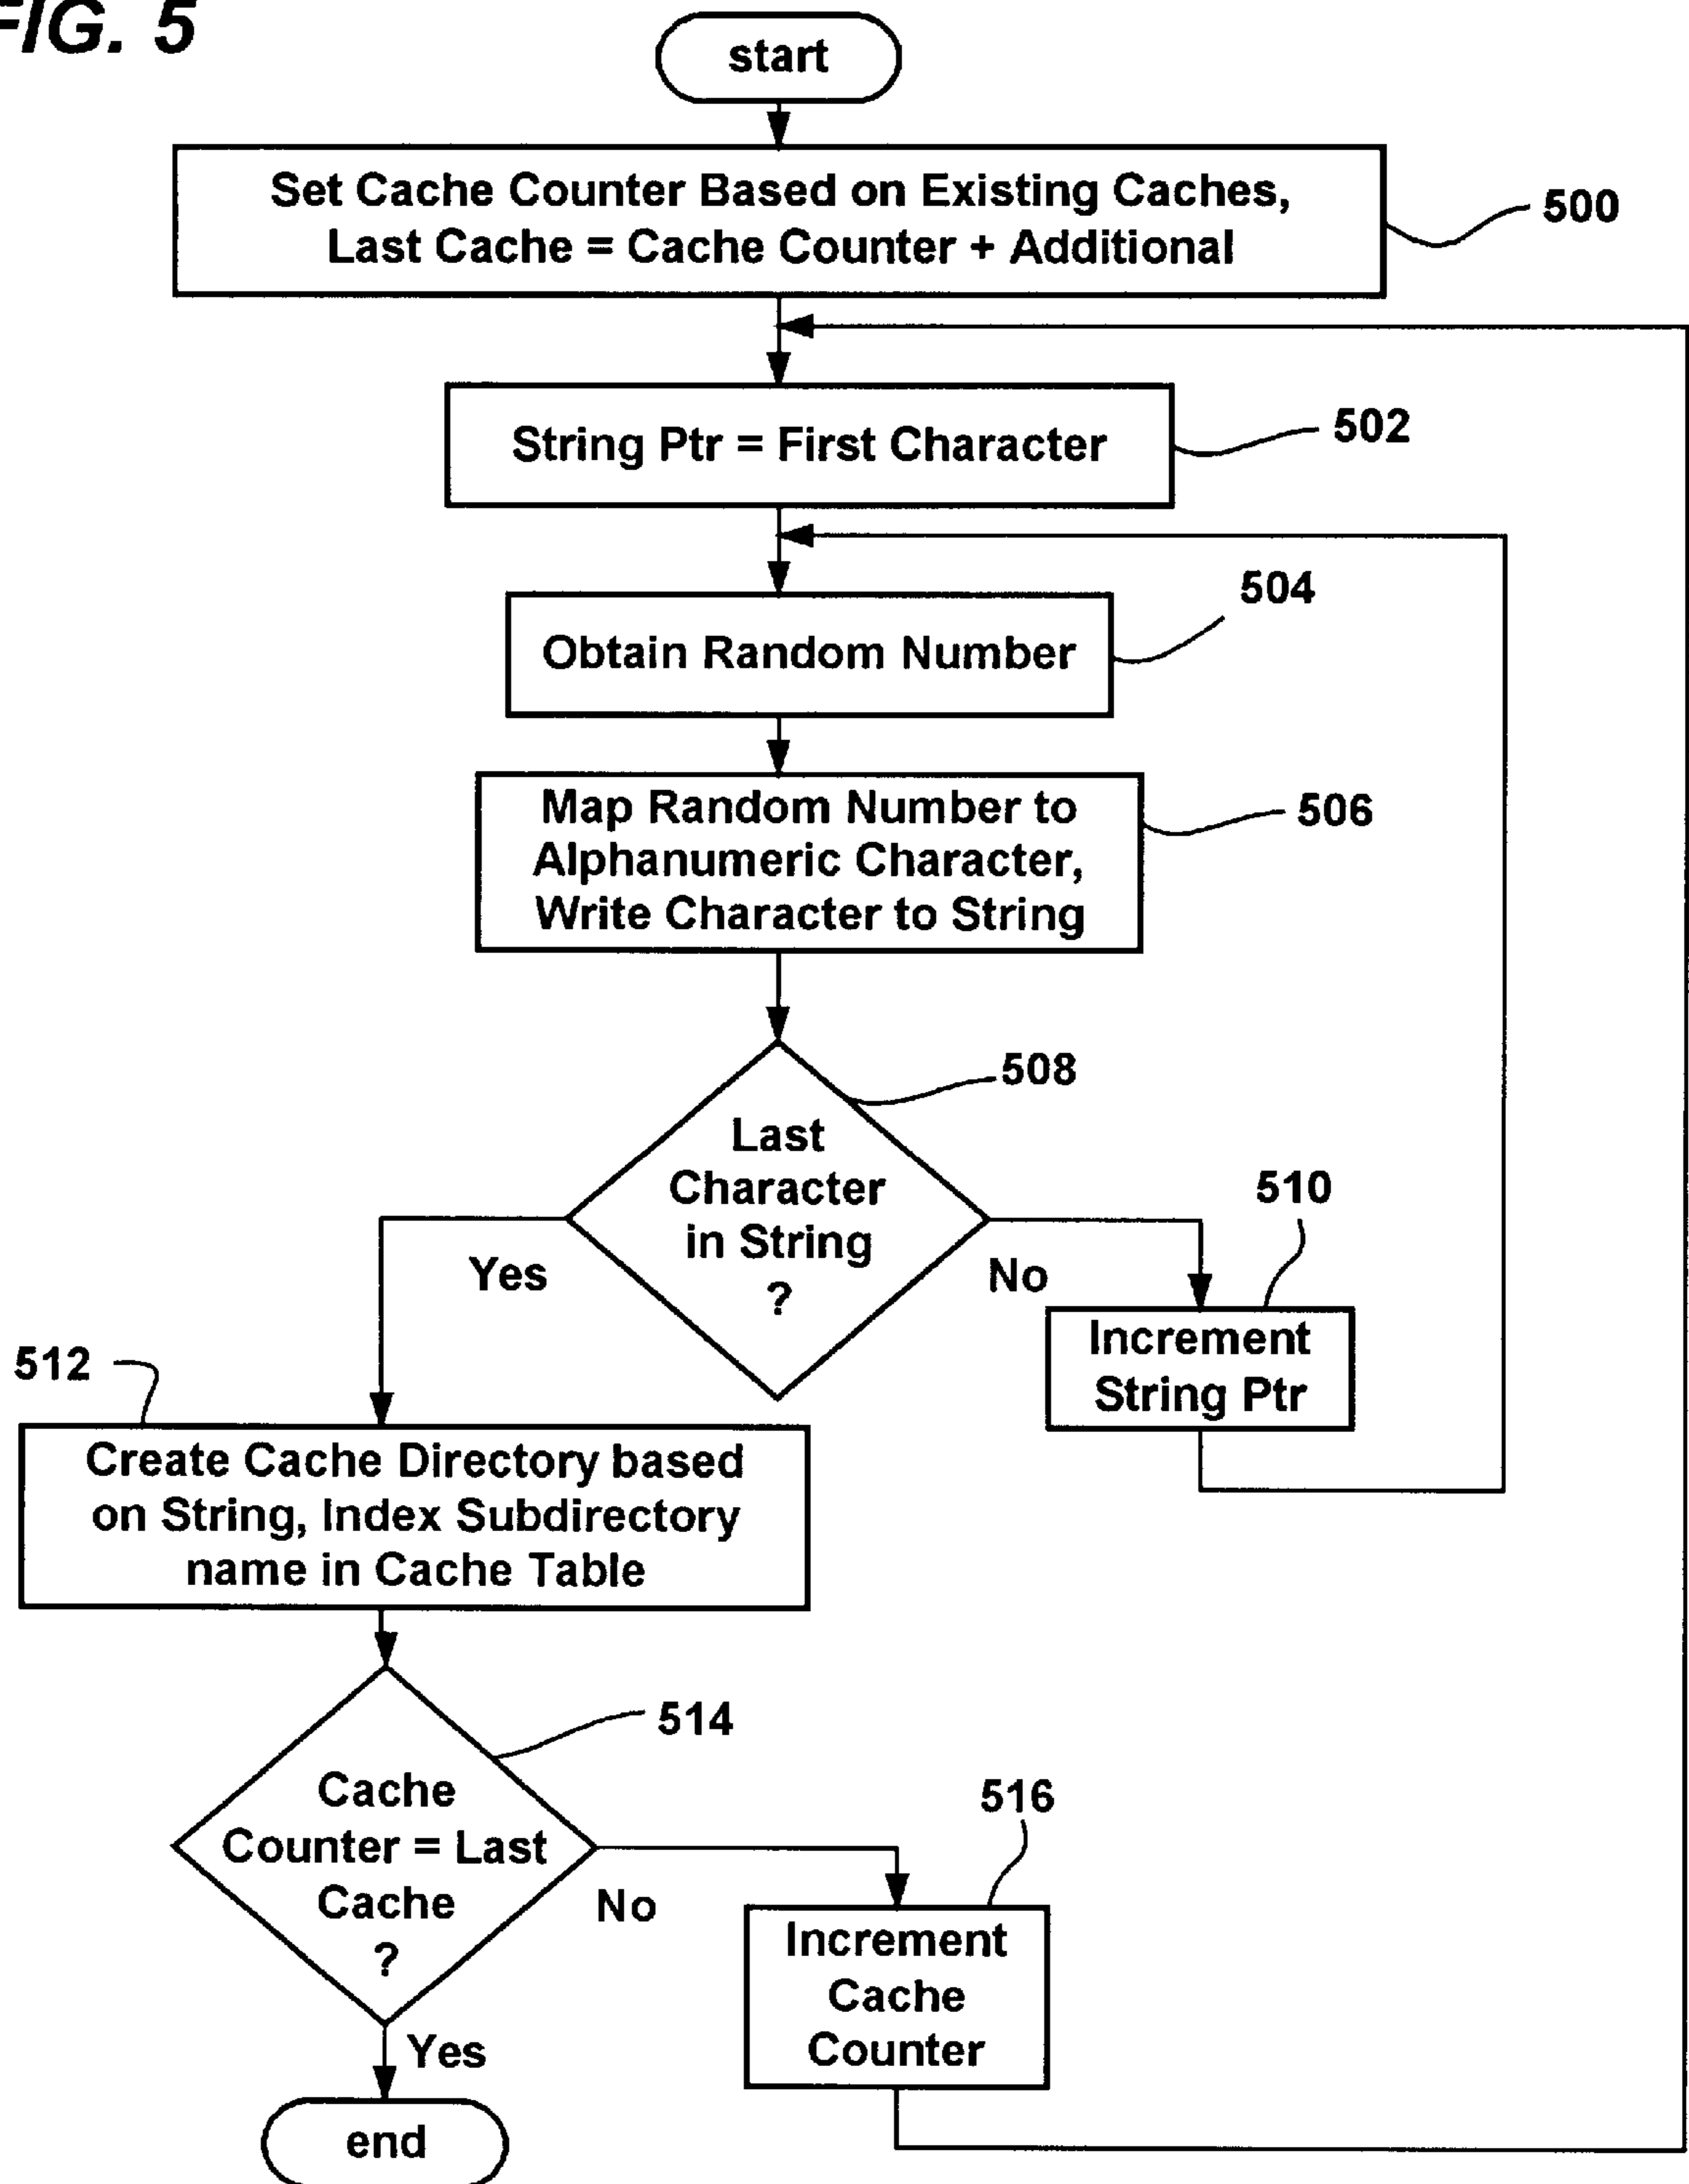 FIG. 5
start
Set Cache Counter Based on Existing Caches,
Last Cache = Cache Counter + Additional
500
String Ptr = First Character
502
504
Obtain Random Number
Map Random Number to
Alphanumeric Character,
Write Character to String
506
508
Last
Character
in String
?
Yes
No
510
Increment
String Ptr
512
Create Cache Directory based
on String, Index Subdirectory
name in Cache Table
514
Cache
Counter = Last
Cache
?
No
516
Increment
Cache
Counter
Yes
end